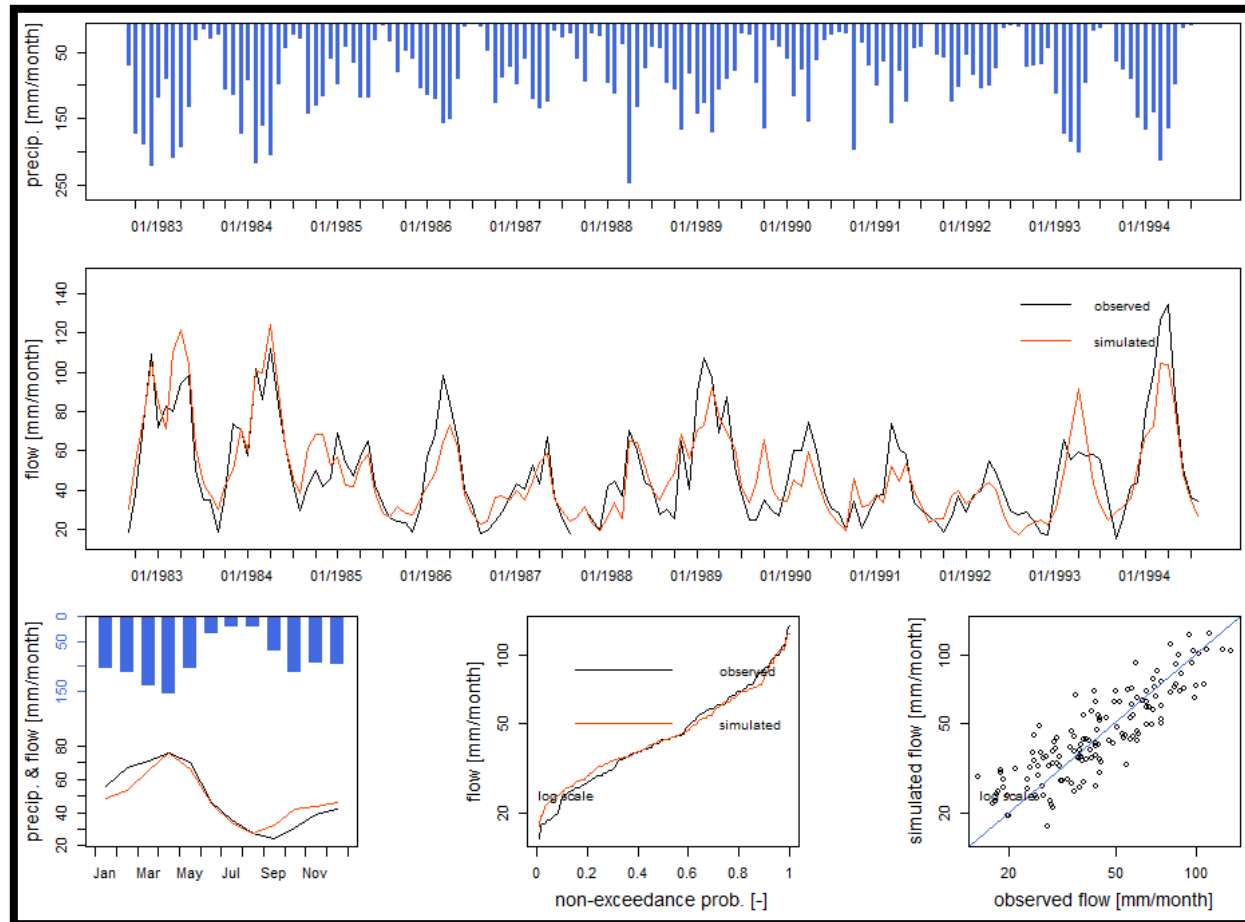 precip. [mm/month]
50
150
250
01/1983 01/1984 01/1985 01/1986 01/1987 01/1988 01/1989 01/1990 01/1991 01/1992 01/1993 01/1994
flow [mm/month]
140
120
100
80
60
40
20
observed
simulated
01/1983 01/1984 01/1985 01/1986 01/1987 01/1988 01/1989 01/1990 01/1991 01/1992 01/1993 01/1994
precip. & flow [mm/month]
0
50
150
80
60
40
20
Jan Mar May Jul Sep Nov
flow [mm/month]
100
50
20
observed
simulated
log scale
0 0.2 0.4 0.6 0.8 1
non-exceedance prob. [-]
simulated flow [mm/month]
100
50
20
log scale
20 50 100
observed flow [mm/month]